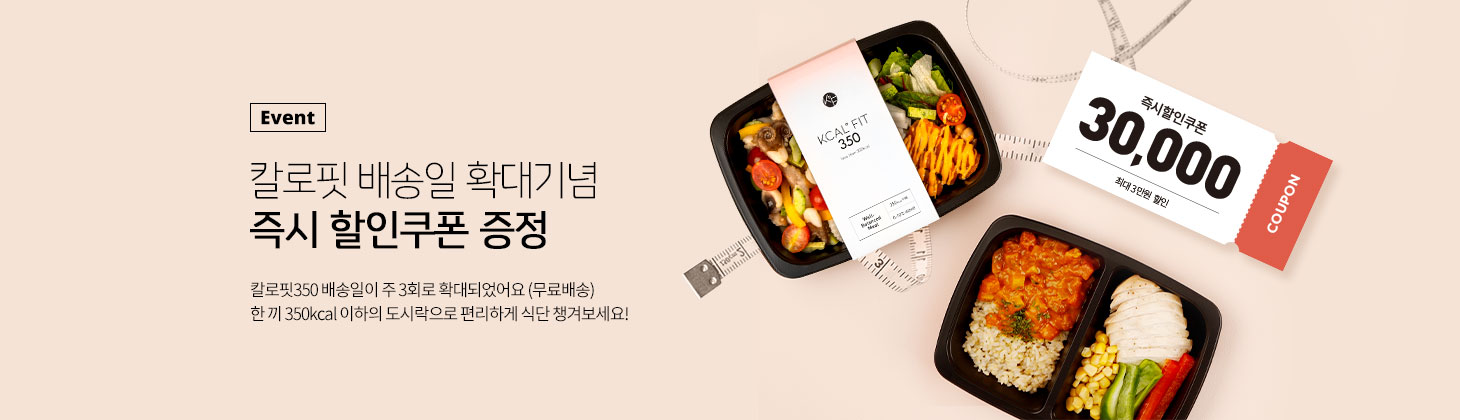 Event
칼로핏 배송일 확대기념
즉시 할인쿠폰 증정
칼로핏350 배송일이 주 3회로 확대되었어요 (무료배송)
한 끼 350kcal 이하의 도시락으로 편리하게 식단 챙겨보세요!
KCAL* FIT
350
Well-
Balanced
Meal
즉시할인쿠폰
30,000
최대 3만원 할인
COUPON